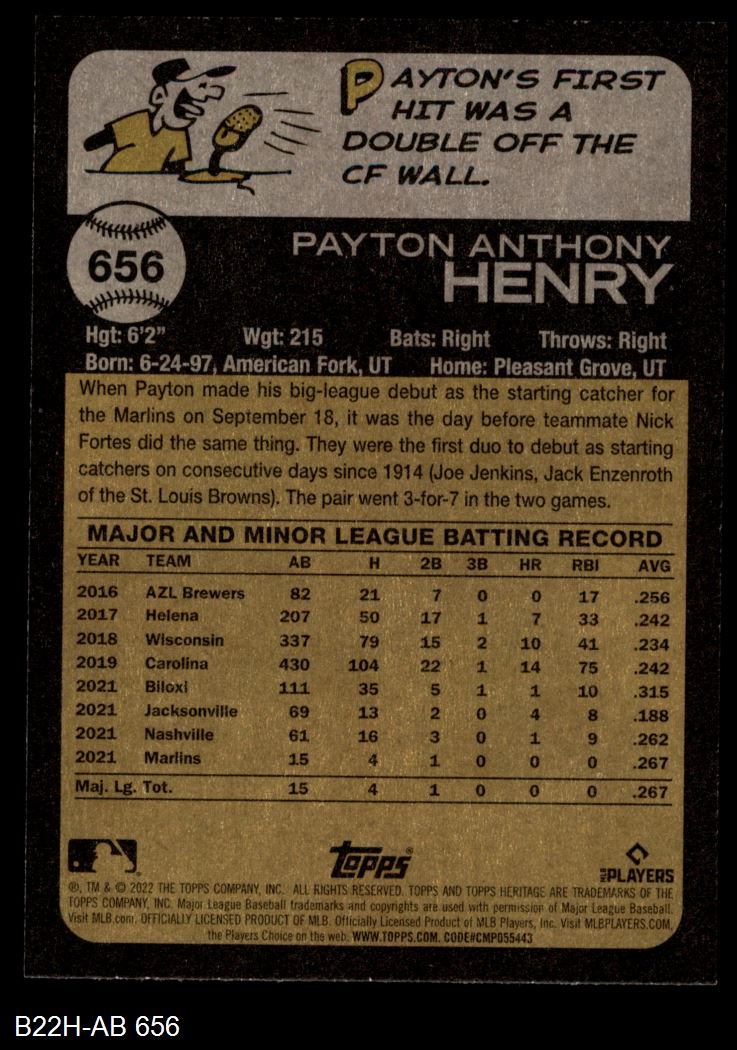 PAYTON'S FIRST
HIT WAS A
DOUBLE OFF THE
CF WALL.
656
PAYTON ANTHONY
HENRY
Hgt: 6'2" Wgt: 215 Bats: Right Throws: Right
Born: 6-24-97, American Fork, UT Home: Pleasant Grove, UT
When Payton made his big-league debut as the starting catcher for
the Marlins on September 18, it was the day before teammate Nick
Fortes did the same thing. They were the first duo to debut as starting
catchers on consecutive days since 1914 (Joe Jenkins, Jack Enzenroth
of the St. Louis Browns). The pair went 3-for-7 in the two games.
MAJOR AND MINOR LEAGUE BATTING RECORD
YEAR TEAM AB H 2B 3B HR RBI AVG
2016 AZL Brewers 82 21 7 0 0 17 .256
2017 Helena 207 50 17 1 7 33 .242
2018 Wisconsin 337 79 15 2 10 41 .234
2019 Carolina 430 104 22 1 14 75 .242
2021 Biloxi 111 35 5 1 1 10 .315
2021 Jacksonville 69 13 2 0 4 8 .188
2021 Nashville 61 16 3 0 1 9 .262
2021 Marlins 15 4 1 0 0 0 .267
Maj. Lg. Tot. 15 4 1 0 0 0 .267
Topps® MLB PLAYERS
®, TM & © 2022 THE TOPPS COMPANY, INC. ALL RIGHTS RESERVED. TOPPS AND TOPPS HERITAGE ARE TRADEMARKS OF THE
TOPPS COMPANY, INC. Major League Baseball trademarks and copyrights are used with permission of Major League Baseball.
Visit MLB.com. OFFICIALLY LICENSED PRODUCT OF MLB. Officially Licensed Product of MLB Players, Inc. Visit MLBPLAYERS.COM,
the Players Choice on the web. WWW.TOPPS.COM. CODE#CMP055443
B22H-AB 656